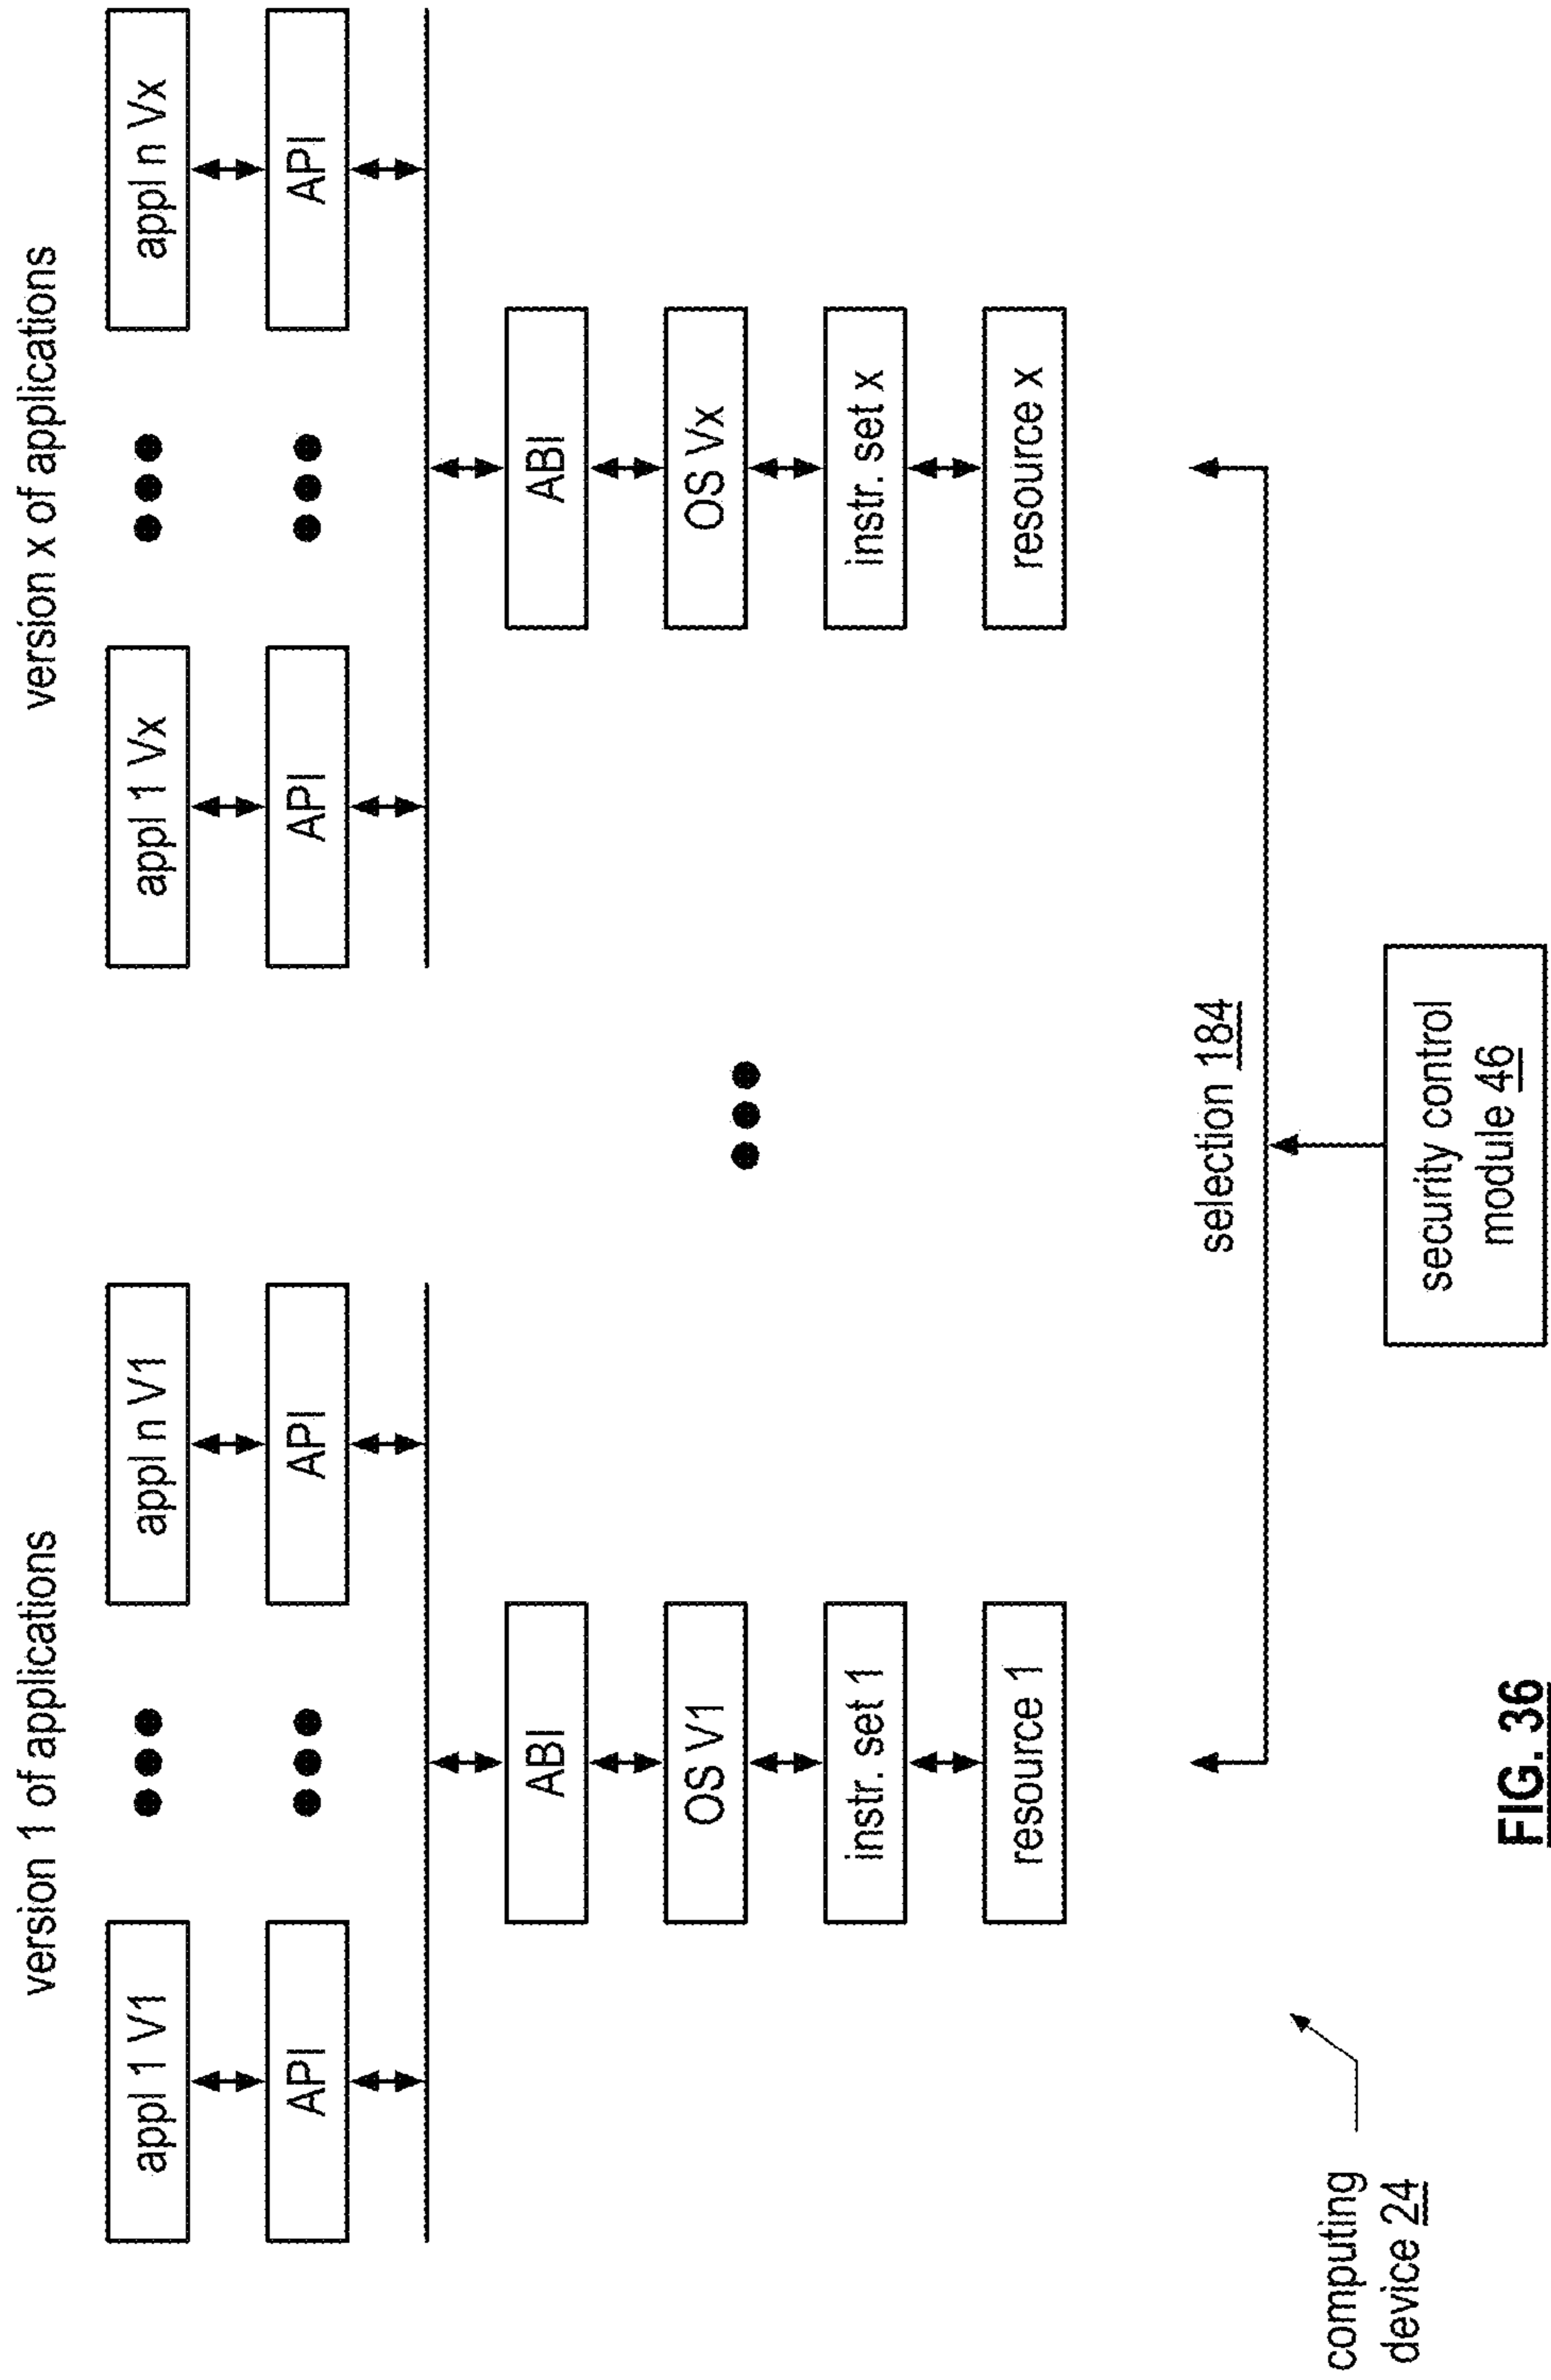 version 1 of applications
version x of applications
appl 1 V1
appl n V1
appl 1 Vx
appl n Vx
API
API
API
API
ABI
ABI
OS V1
OS Vx
instr. set 1
instr. set x
resource 1
resource x
selection 184
computing
device 24
security control
module 46
FIG. 36